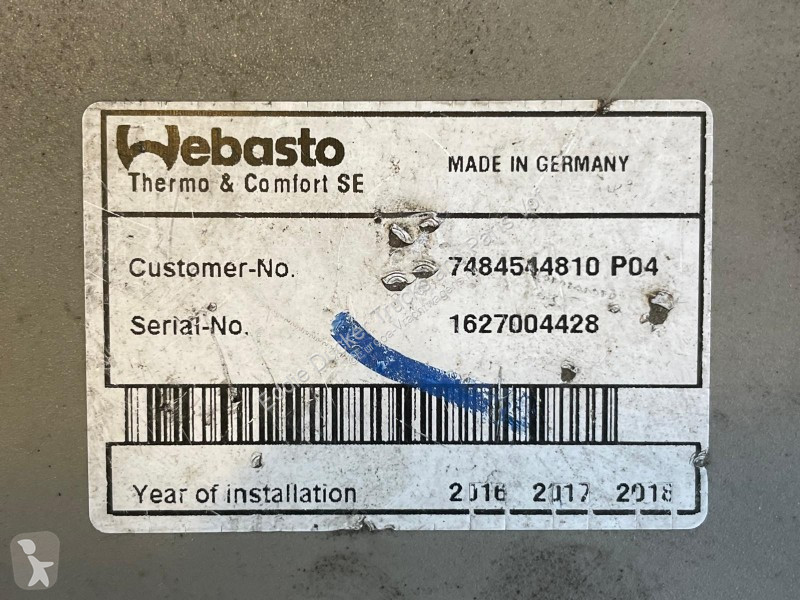 Webasto
Thermo & Comfort SE
MADE IN GERMANY
Customer-No. 7484544810 P04
Serial-No. 1627004428
Year of installation 2016 2017 2018